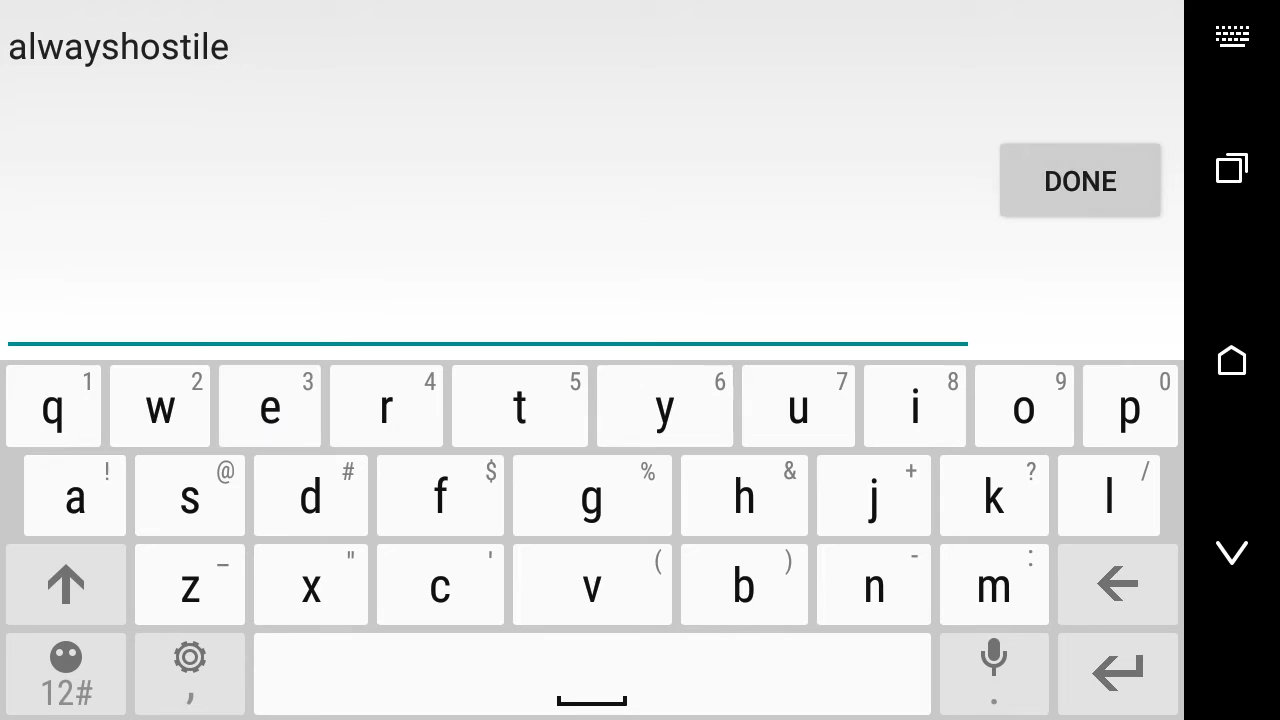 alwayshostile
DONE
q 1 w 2 e 3 r 4 t 5 y 6 u 7 i 8 o 9 p 0
a ! s @ d # f $ g % h & j + k ? l /
z _ x " c ' v ( b ) n - m :
12# , .